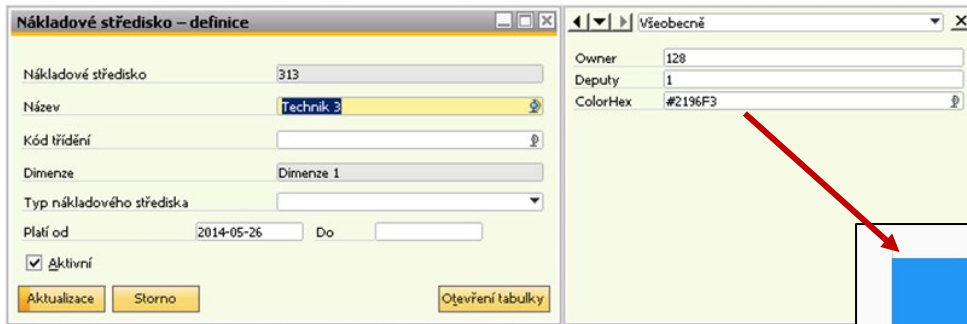 Nákladové středisko – definice
Nákladové středisko 313
Název Technik 3
Kód třídění
Dimenze Dimenze 1
Typ nákladového střediska
Platí od 2014-05-26 Do
Aktivní
Aktualizace Storno Otevření tabulky
Všeobecně
Owner 128
Deputy 1
ColorHex #2196F3